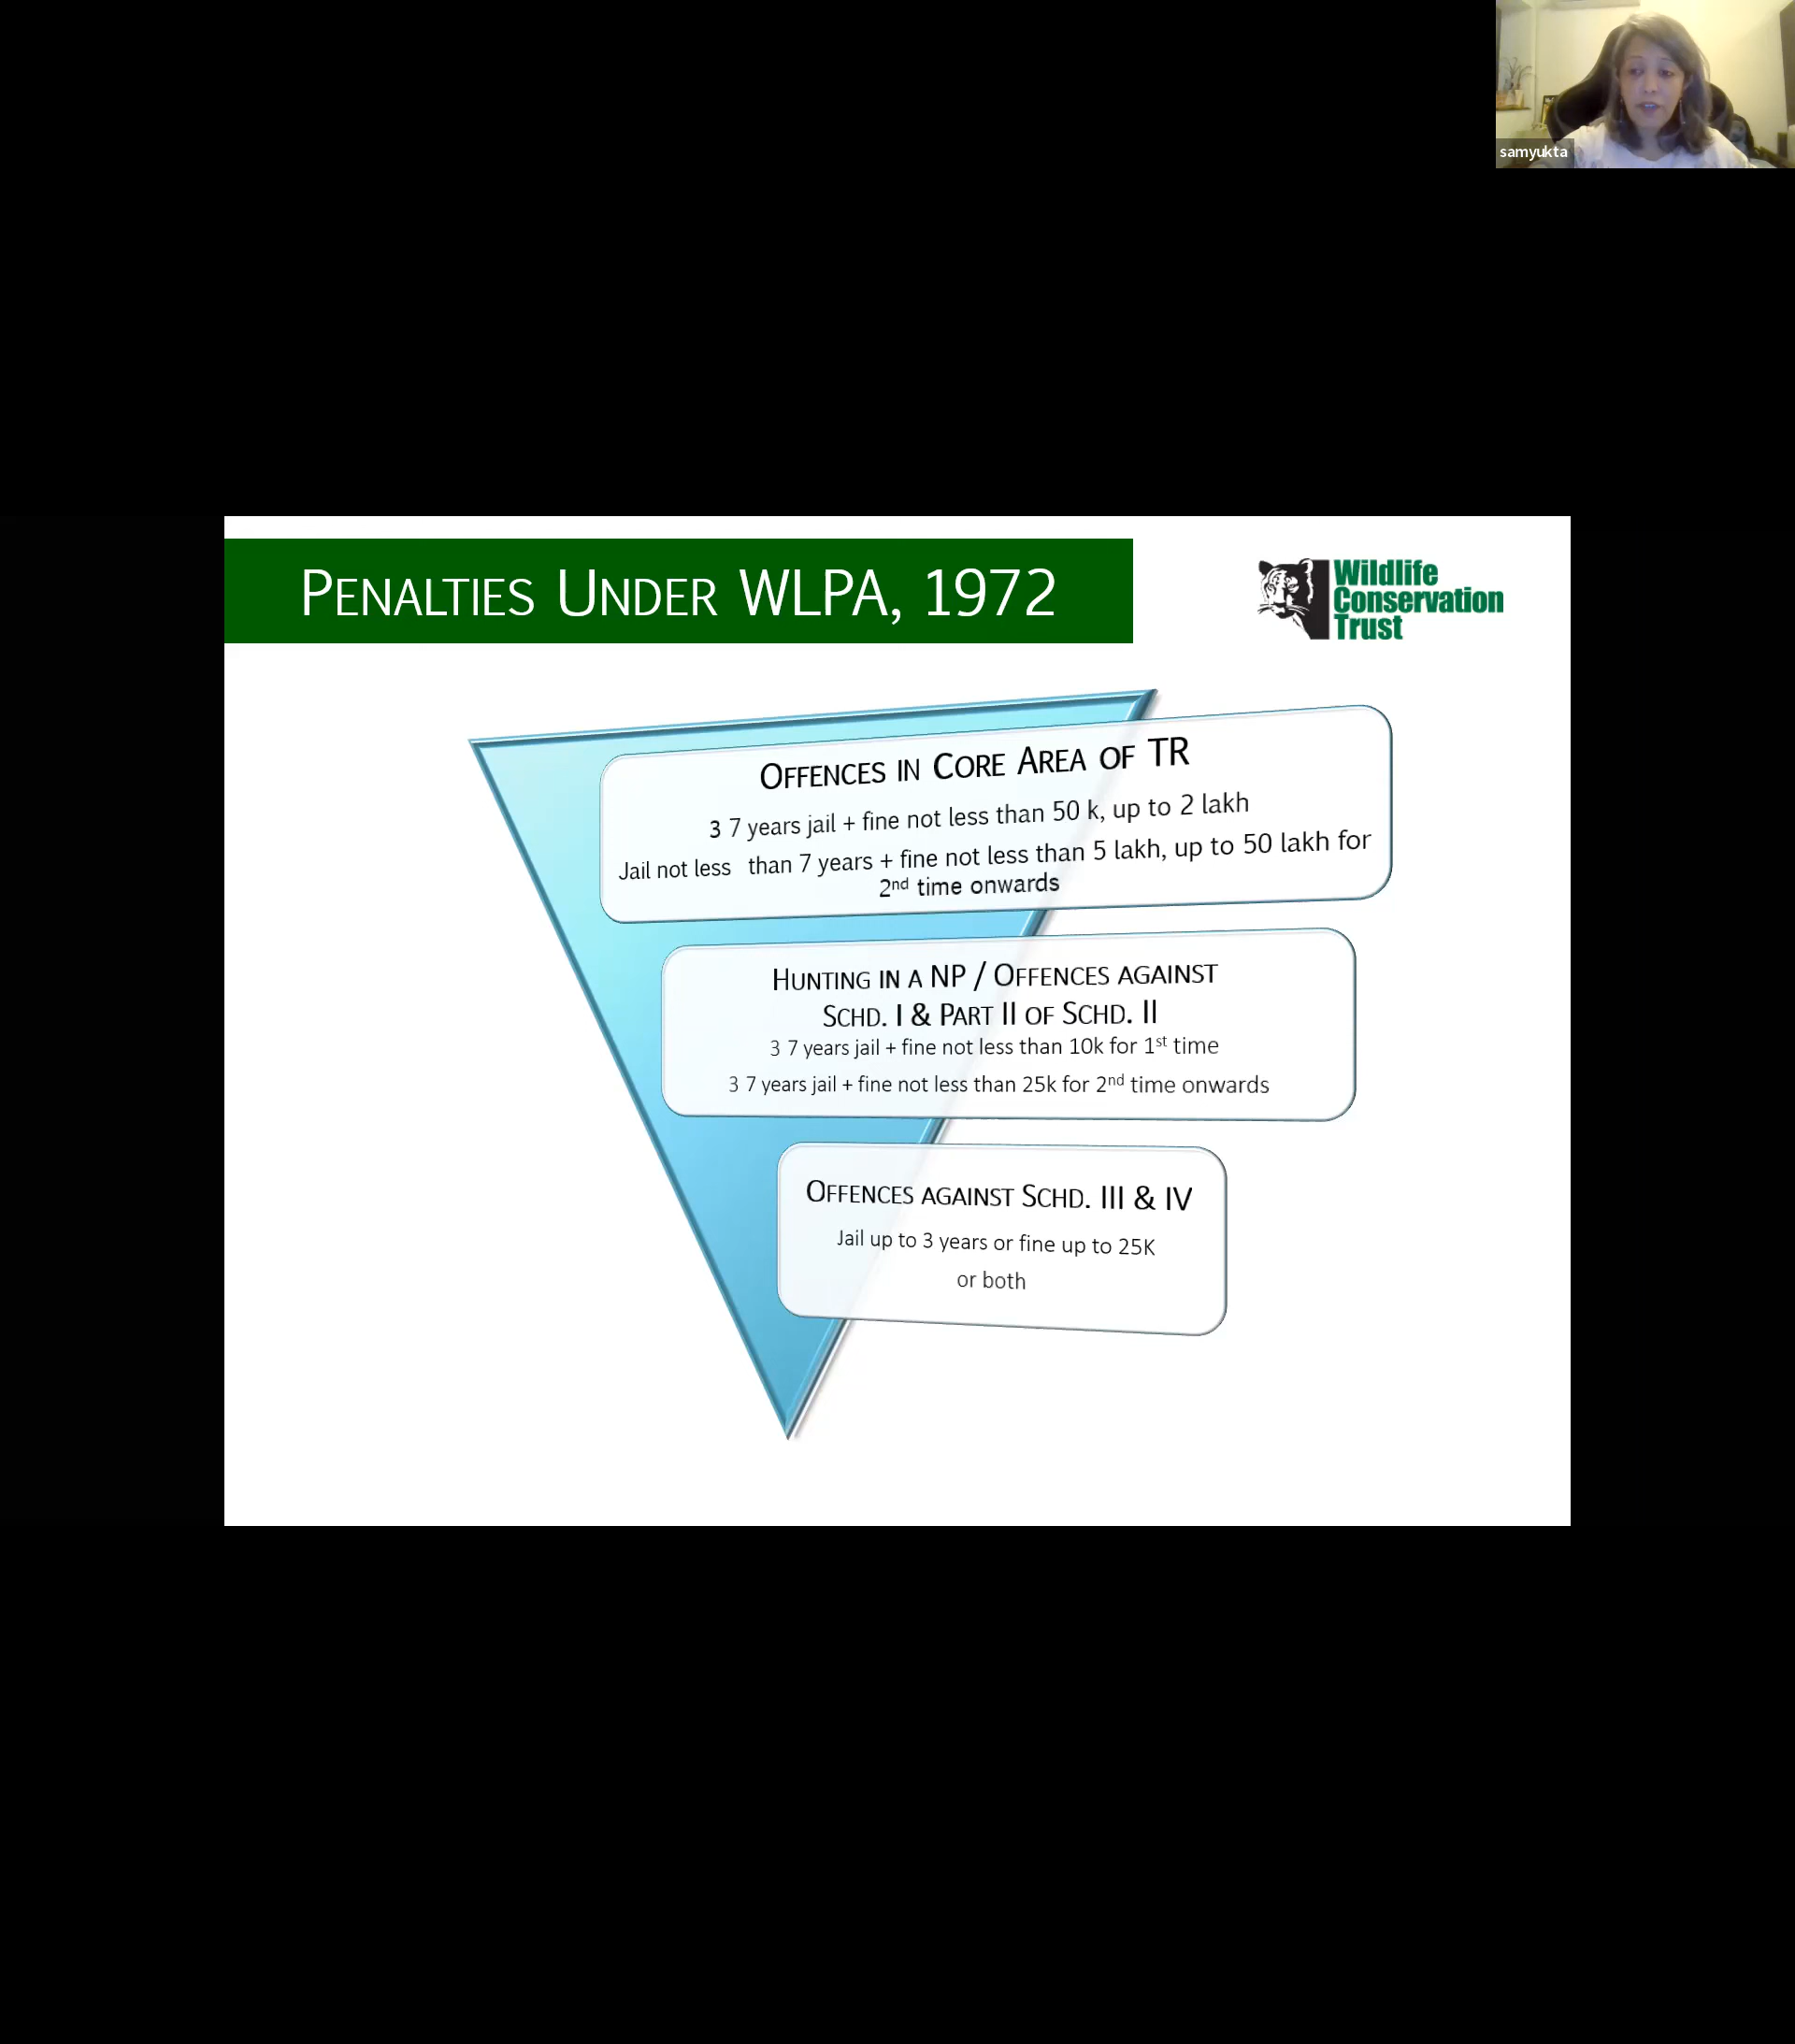 samyukta
PENALTIES UNDER WLPA, 1972
Wildlife
Conservation
Trust
OFFENCES IN CORE AREA OF TR
3 7 years jail + fine not less than 50 k, up to 2 lakh
Jail not less than 7 years + fine not less than 5 lakh, up to 50 lakh for
2nd time onwards
HUNTING IN A NP / OFFENCES AGAINST
SCHD. I & PART II OF SCHD. II
3 7 years jail + fine not less than 10k for 1st time
3 7 years jail + fine not less than 25k for 2nd time onwards
OFFENCES AGAINST SCHD. III & IV
Jail up to 3 years or fine up to 25K
or both